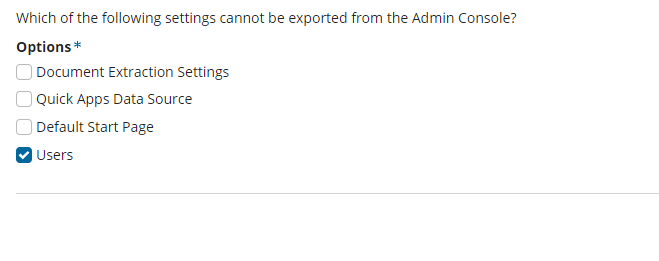 Which of the following settings cannot be exported from the Admin Console?
Options*
Document Extraction Settings
Quick Apps Data Source
Default Start Page
Users